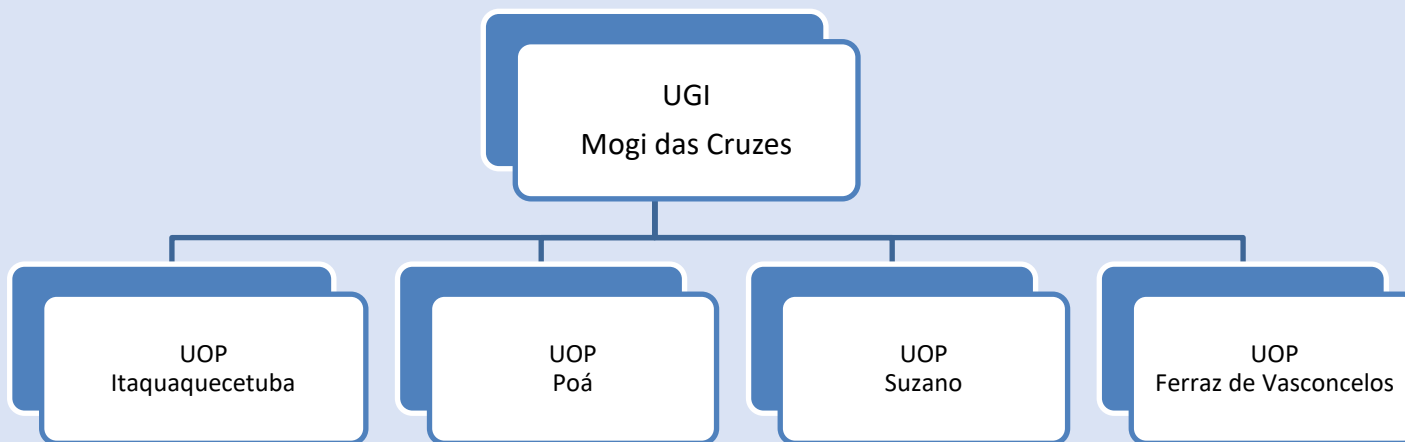 UGI
Mogi das Cruzes
UOP
Itaquaquecetuba
UOP
Poá
UOP
Suzano
UOP
Ferraz de Vasconcelos